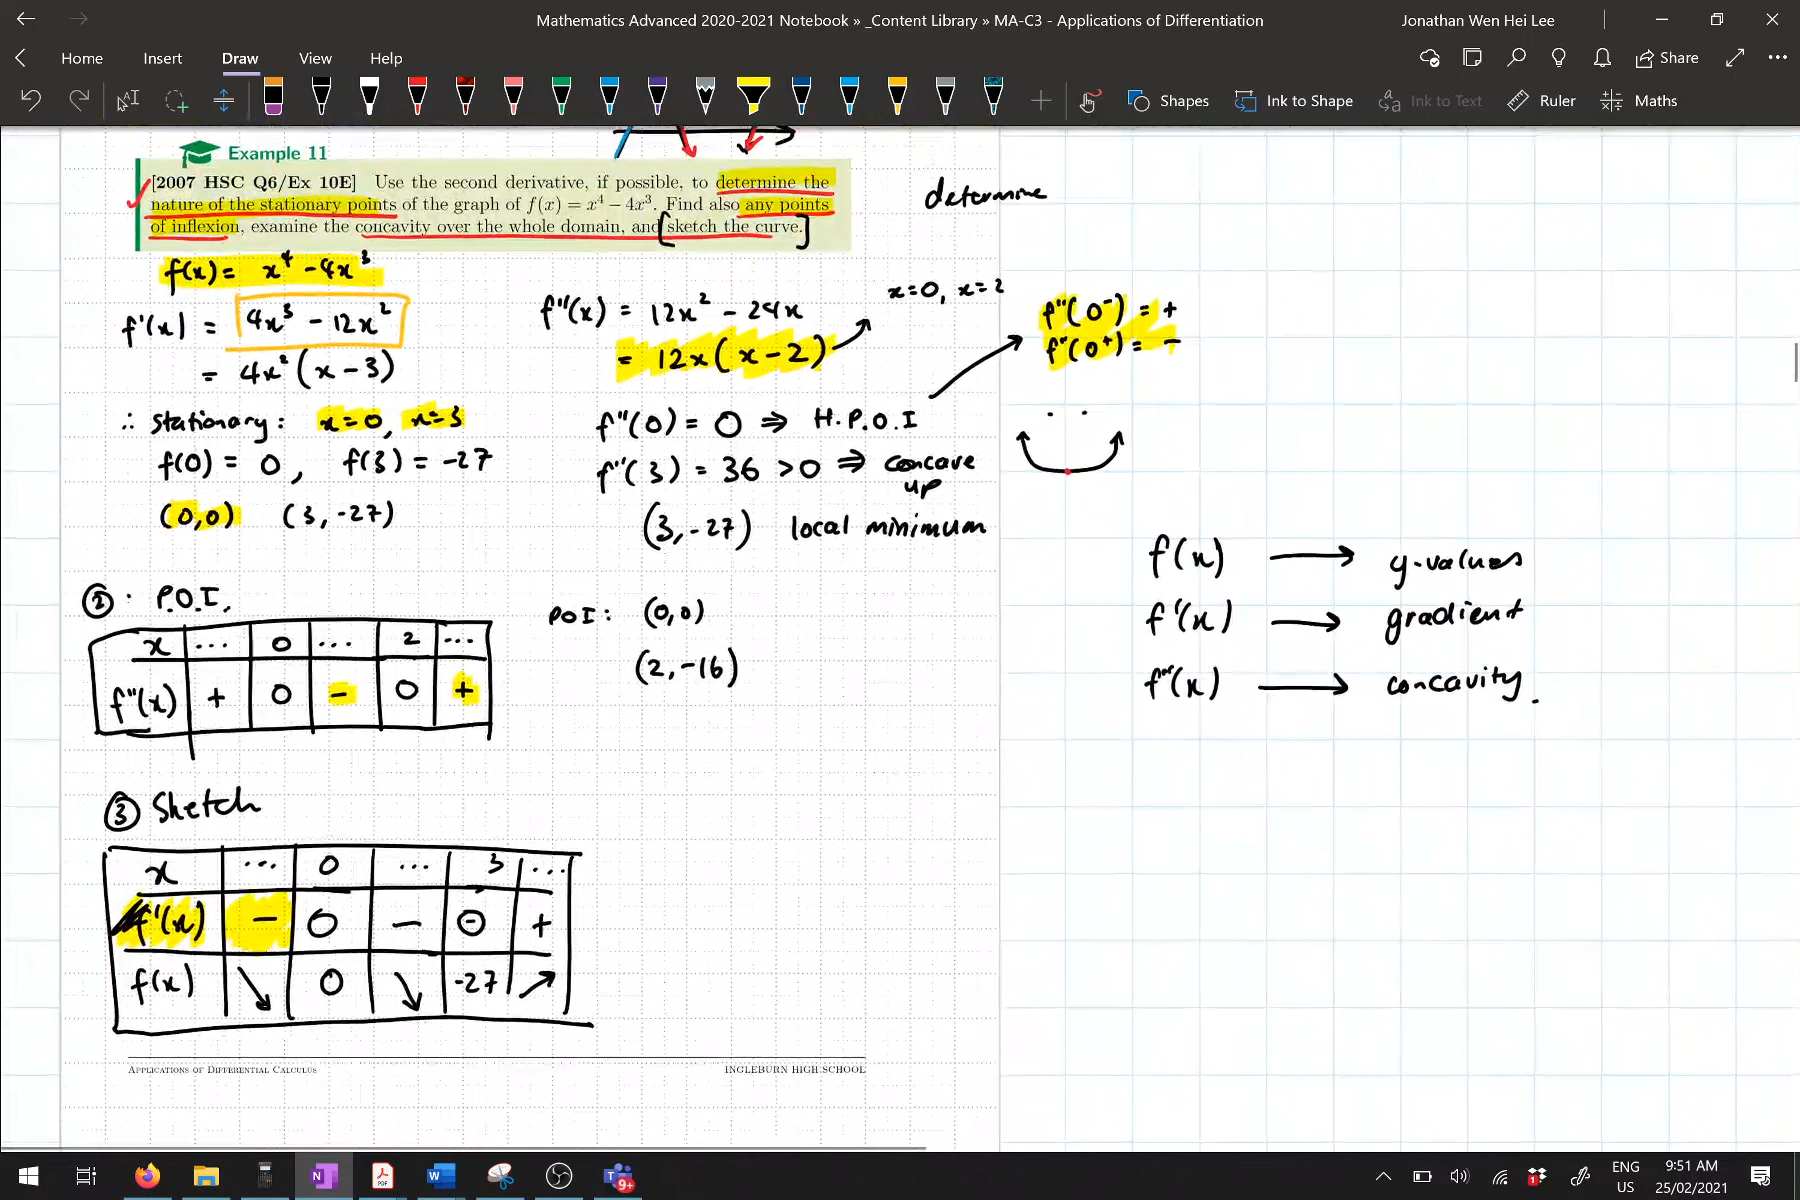 Mathematics Advanced 2020-2021 Notebook » _Content Library » MA-C3 - Applications of Differentiation
Jonathan Wen Hei Lee
Home Insert Draw View Help
Share
Shapes Ink to Shape Ink to Text Ruler Maths
Example 11
[2007 HSC Q6/Ex 10E] Use the second derivative, if possible, to determine the
nature of the stationary points of the graph of f(x) = x⁴ − 4x³. Find also any points
of inflexion, examine the concavity over the whole domain, and [sketch the curve.]
determine
f(x) = x⁴ − 4x³
f'(x) = 4x³ − 12x²
= 4x²(x − 3)
∴ stationary: x=0, x=3
f(0) = 0, f(3) = −27
(0,0) (3, −27)
f''(x) = 12x² − 24x
= 12x(x − 2)
x=0, x=2
f''(0) = 0 ⇒ H.P.O.I
f''(3) = 36 > 0 ⇒ concave
up
(3, −27) local minimum
f''(0⁻) = +
f''(0⁺) = −
f(x) → y-values
f'(x) → gradient
f''(x) → concavity.
② · P.O.I.
x ... 0 ... 2 ...
f''(x) + 0 − 0 +
POI: (0,0)
(2, −16)
③ Sketch
x ... 0 ... 3 ...
f'(x) − 0 − 0 +
f(x) ↘ 0 ↘ −27 ↗
Applications of Differential Calculus
INGLEBURN HIGH SCHOOL
9+
1
ENG
US
9:51 AM
25/02/2021